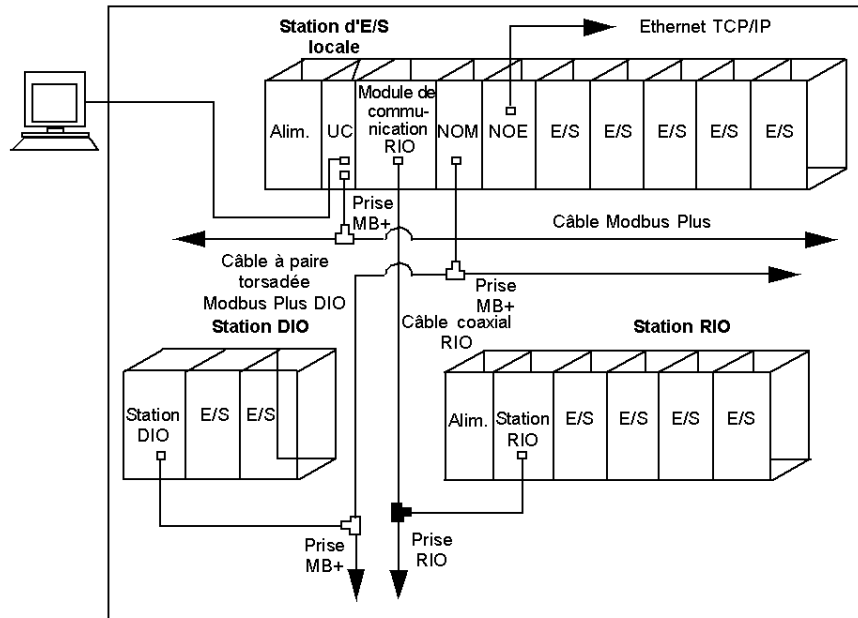 Station d'E/S
locale
Ethernet TCP/IP
Alim.
UC
Module de
commu-
nication
RIO
NOM
NOE
E/S
E/S
E/S
E/S
E/S
Prise
MB+
Câble Modbus Plus
Câble à paire
torsadée
Modbus Plus DIO
Prise
MB+
Câble coaxial
RIO
Station DIO
Station RIO
Station
DIO
E/S
E/S
Alim.
Station
RIO
E/S
E/S
E/S
E/S
Prise
MB+
Prise
RIO